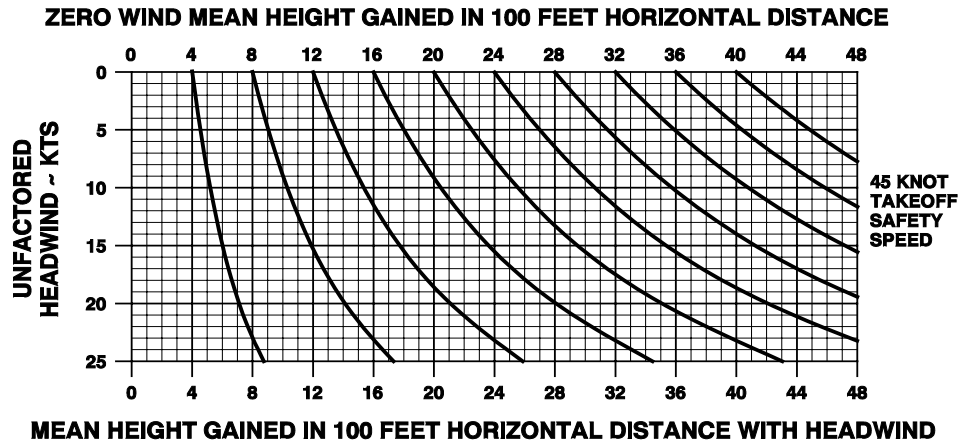 ZERO WIND MEAN HEIGHT GAINED IN 100 FEET HORIZONTAL DISTANCE
0 4 8 12 16 20 24 28 32 36 40 44 48
0
5
10
15
20
25
UNFACTORED
HEADWIND ~ KTS
45 KNOT
TAKEOFF
SAFETY
SPEED
0 4 8 12 16 20 24 28 32 36 40 44 48
MEAN HEIGHT GAINED IN 100 FEET HORIZONTAL DISTANCE WITH HEADWIND